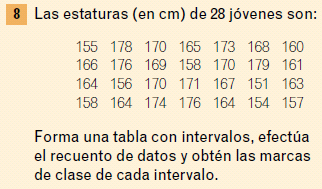 8 Las estaturas (en cm) de 28 jóvenes son:
155 178 170 165 173 168 160
166 176 169 158 170 179 161
164 156 170 171 167 151 163
158 164 174 176 164 154 157
Forma una tabla con intervalos, efectúa
el recuento de datos y obtén las marcas
de clase de cada intervalo.